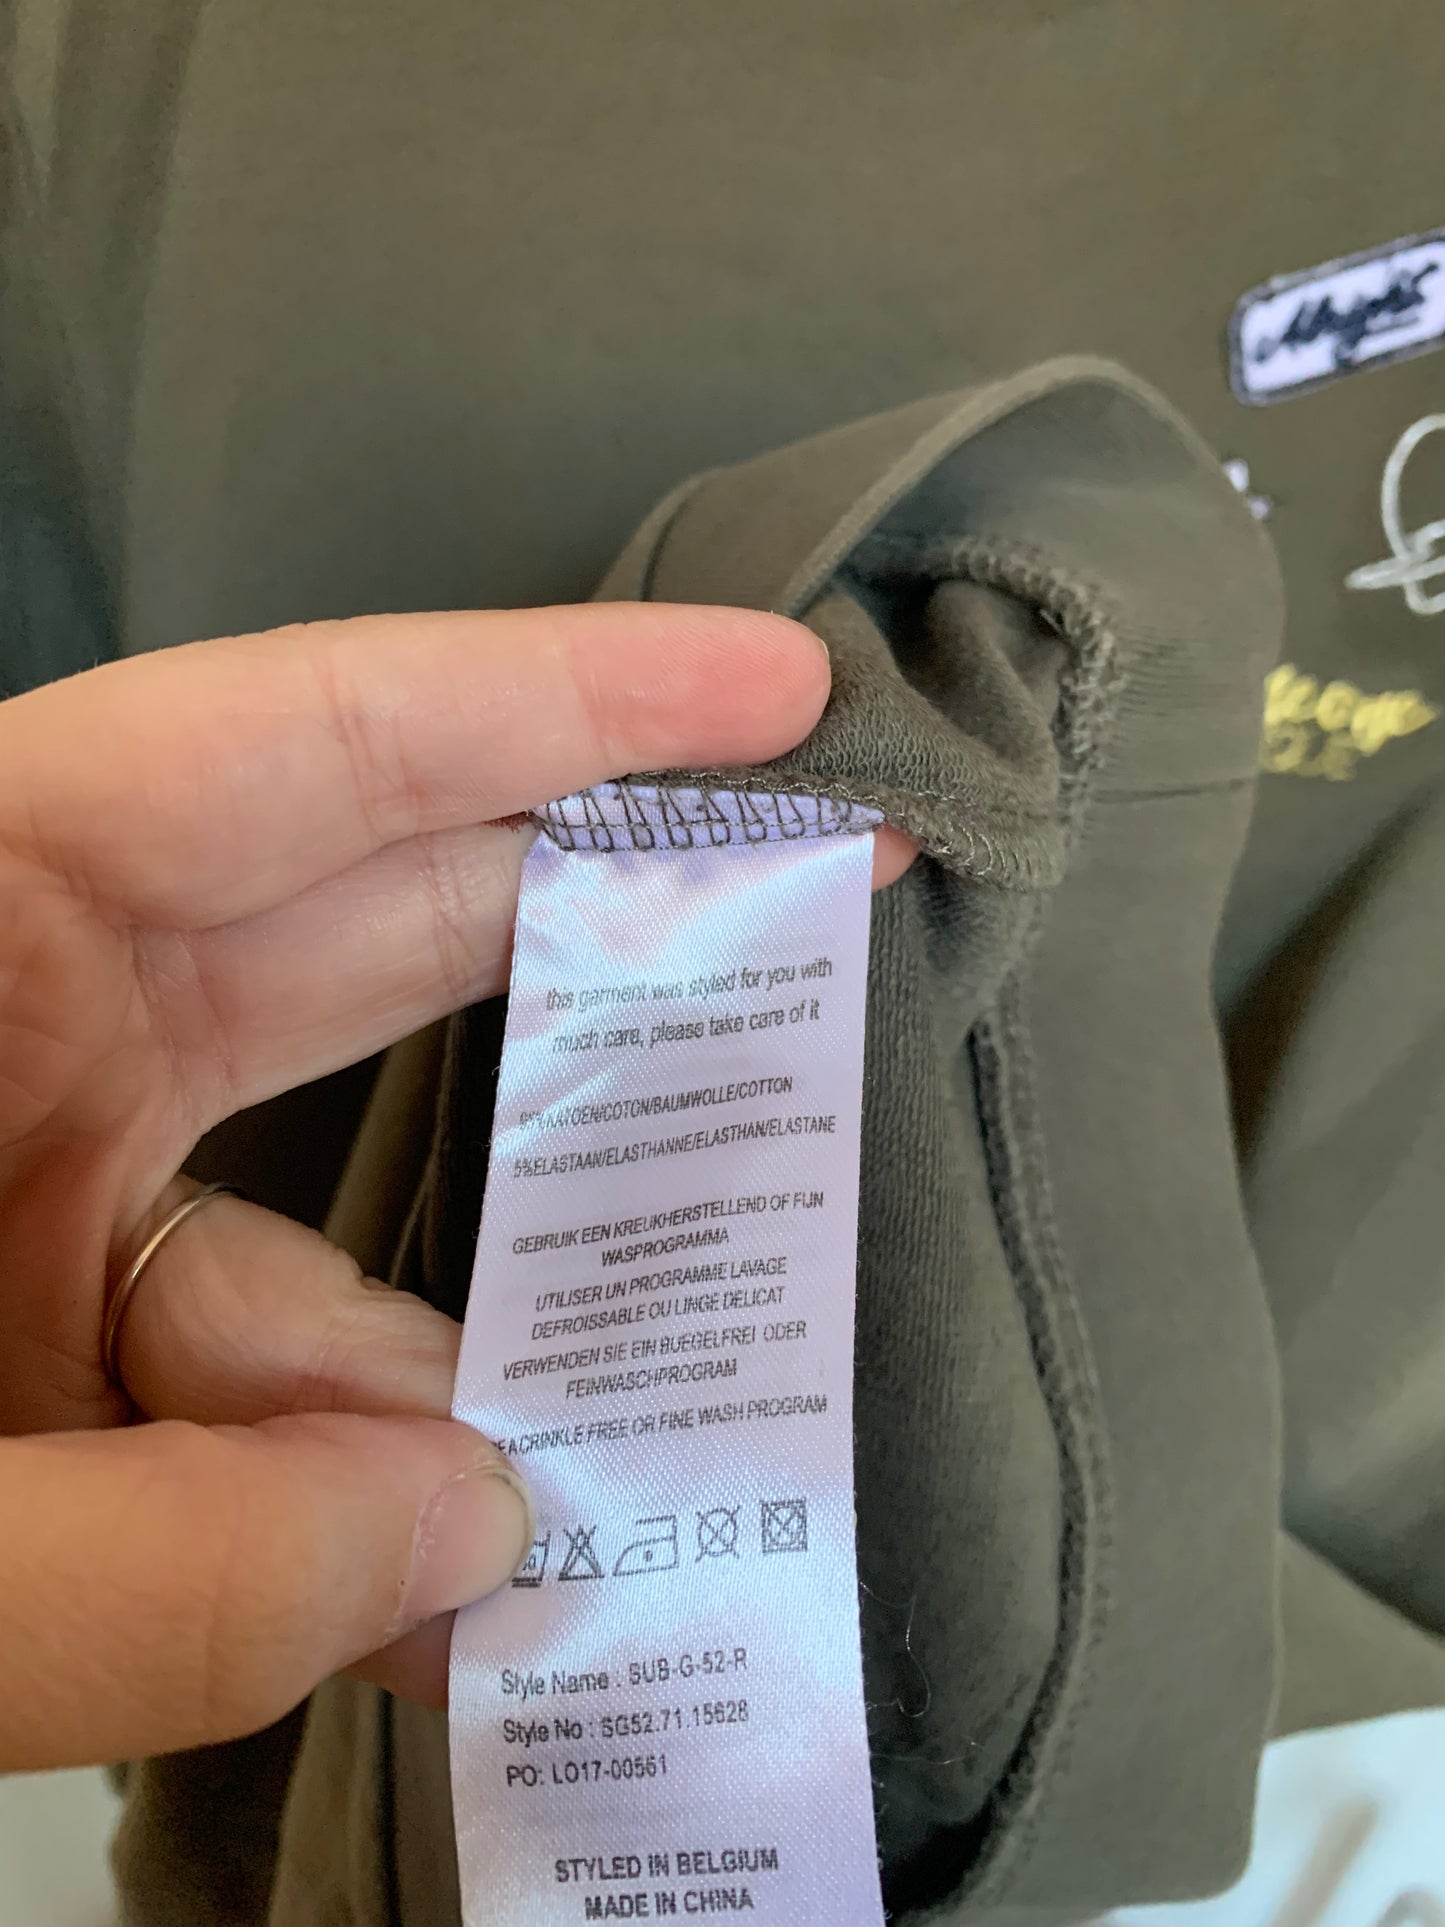 Alright
this garment was styled for you with
much care, please take care of it
KATOEN/COTON/BAUMWOLLE/COTTON
5%ELASTAAN/ELASTHANNE/ELASTHAN/ELASTANE
GEBRUIK EEN KREUKHERSTELLEND OF FIJN
WASPROGRAMMA
UTILISER UN PROGRAMME LAVAGE
DEFROISSABLE OU LINGE DELICAT
VERWENDEN SIE EIN BUEGELFREI ODER
FEINWASCHPROGRAM
CRINKLE FREE OR FINE WASH PROGRAM
Style Name : SUB-G-52-R
Style No : SG52.71.15628
PO: LO17-00561
STYLED IN BELGIUM
MADE IN CHINA